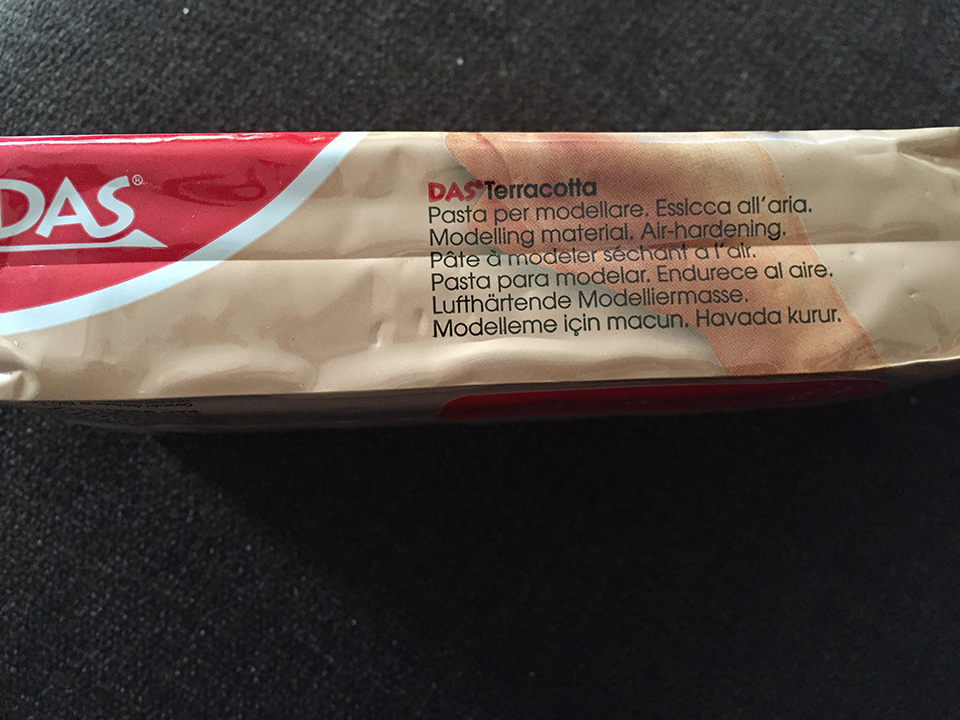 DAS®
DAS® Terracotta
Pasta per modellare. Essicca all'aria.
Modelling material. Air-hardening.
Pâte à modeler séchant à l'air.
Pasta para modelar. Endurece al aire.
Lufthärtende Modelliermasse.
Modelleme için macun. Havada kurur.